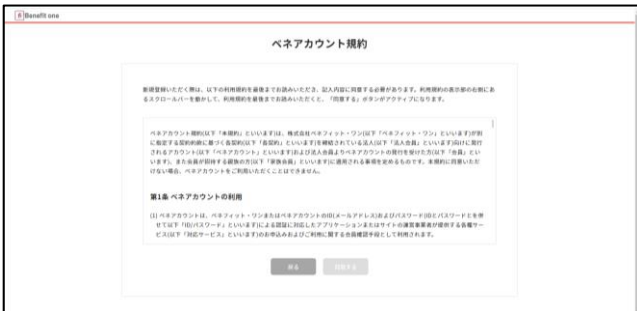 Benefit one
ベネアカウント規約
新規登録いただく際は、以下の利用規約を最後までお読みいただき、記入内容に同意する必要があります。利用規約の表示部の右側にあ
るスクロールバーを動かして、利用規約を最後までお読みいただくと、「同意する」ボタンがアクティブになります。
ベネアカウント規約(以下「本規約」といいます)は、株式会社ベネフィット・ワン(以下「ベネフィット・ワン」といいます)が別
に指定する契約約款に基づく各契約(以下「各契約」といいます)を締結されている法人(以下「法人会員」といいます)向けに発行
されるアカウント(以下「ベネアカウント」といいます)および法人会員よりベネアカウントの発行を受けた方(以下「会員」とい
います)、また会員が招待する親族の方(以下「家族会員」といいます)に適用される事項を定めるものです。本規約に同意いただ
けない場合、ベネアカウントをご利用いただくことはできません。
第1条 ベネアカウントの利用
(1) ベネアカウントは、ベネフィット・ワンまたはベネアカウントのID(メールアドレス)およびパスワード(IDとパスワードとを併
せて以下「ID/パスワード」といいます)による認証に対応したアプリケーションまたはサイトの運営事業者が提供する各種サー
ビス(以下「対応サービス」といいます)のお申込みおよびご利用に関する会員確認手段として利用されます。
戻る
同意する